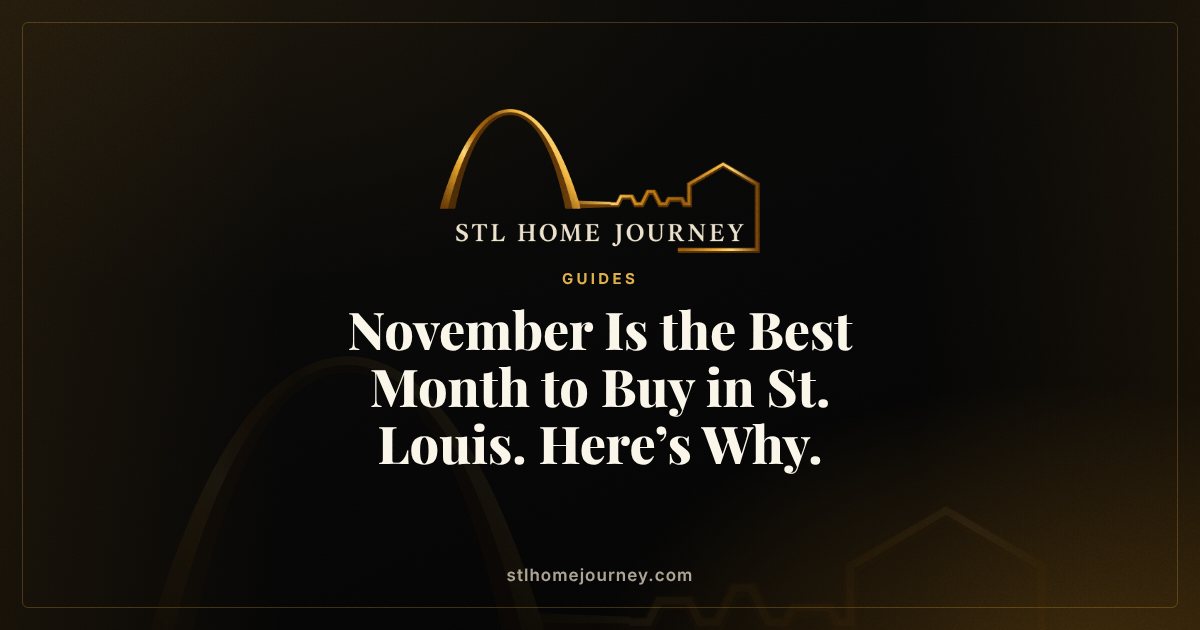 STL HOME JOURNEY
GUIDES
November Is the Best
Month to Buy in St.
Louis. Here’s Why.
stlhomejourney.com